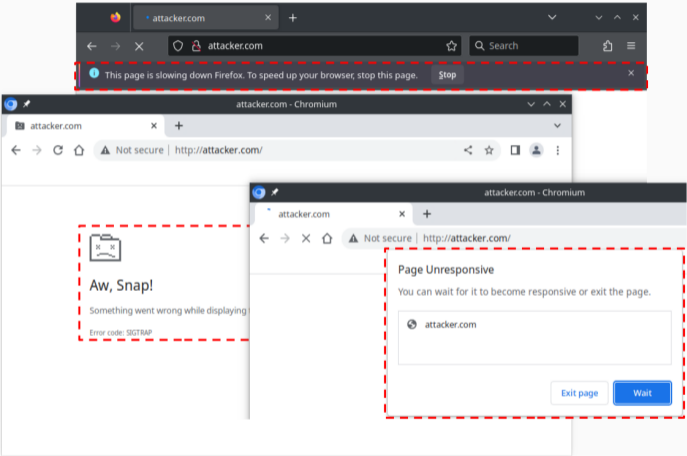 attacker.com
attacker.com
Search
This page is slowing down Firefox. To speed up your browser, stop this page.
Stop
attacker.com - Chromium
attacker.com
Not secure
http://attacker.com/
attacker.com - Chromium
attacker.com
Not secure
http://attacker.com/
Aw, Snap!
Something went wrong while displaying
Error code: SIGTRAP
Page Unresponsive
You can wait for it to become responsive or exit the page.
attacker.com
Exit page
Wait